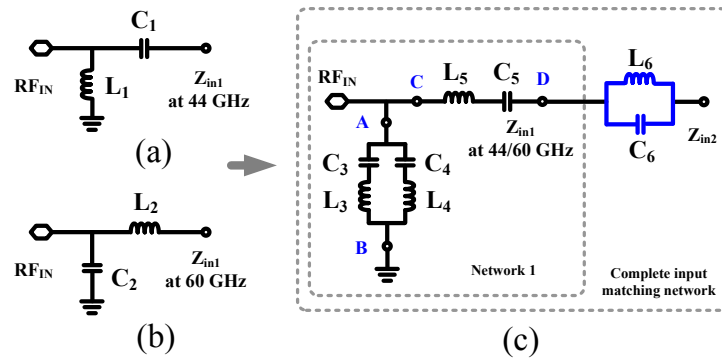 C1
RFIN
L1
Zin1
at 44 GHz
(a)
L2
RFIN
C2
Zin1
at 60 GHz
(b)
RFIN
C
L5
C5
D
L6
A
Zin1
at 44/60 GHz
C6
Zin2
C3
C4
L3
L4
B
Network 1
Complete input
matching network
(c)